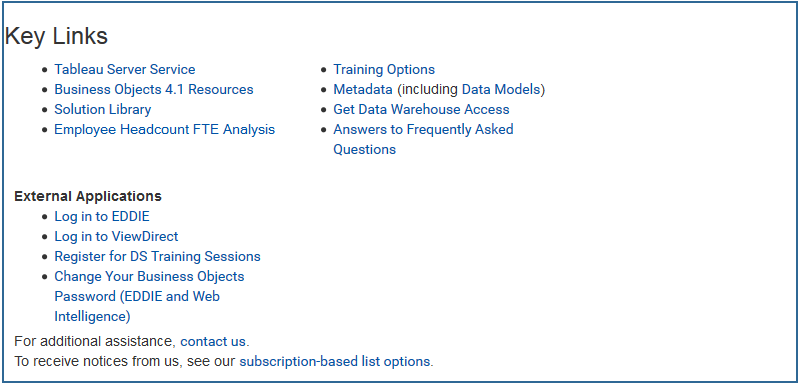 Key Links
Tableau Server Service
Business Objects 4.1 Resources
Solution Library
Employee Headcount FTE Analysis
Training Options
Metadata (including Data Models)
Get Data Warehouse Access
Answers to Frequently Asked
Questions
External Applications
Log in to EDDIE
Log in to ViewDirect
Register for DS Training Sessions
Change Your Business Objects
Password (EDDIE and Web
Intelligence)
For additional assistance, contact us.
To receive notices from us, see our subscription-based list options.